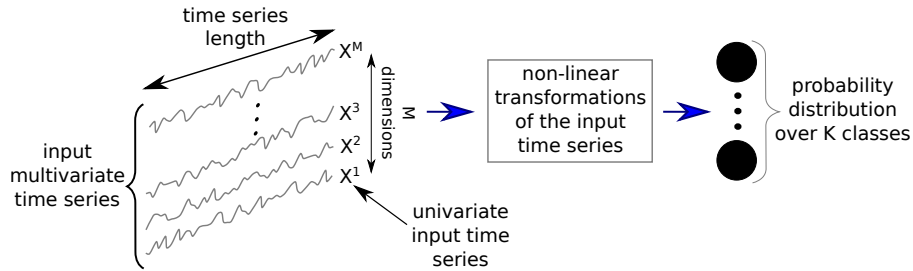 time series
length
X^M
X^3
X^2
X^1
M
dimensions
input
multivariate
time series
univariate
input time
series
non-linear
transformations
of the input
time series
probability
distribution
over K classes